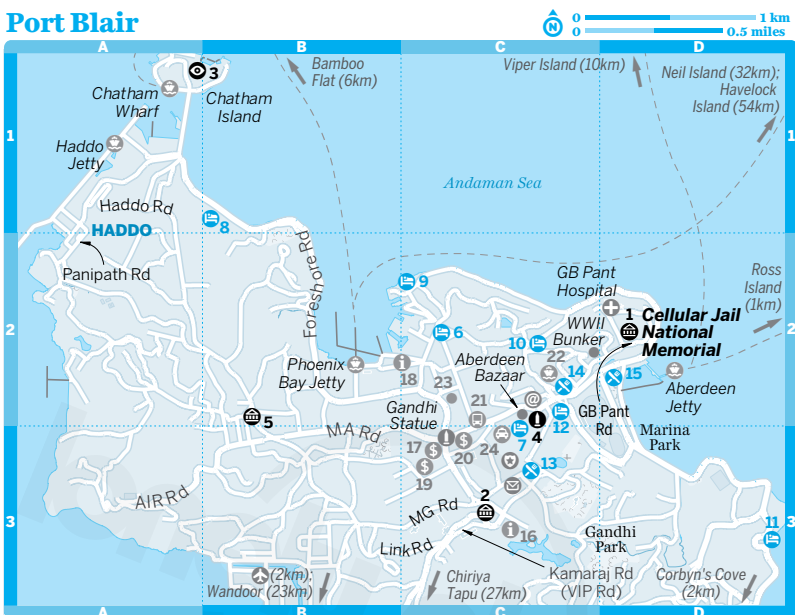 Port Blair
N
0 1 km
0 0.5 miles
A B C D
1
3
Chatham
Wharf
Chatham
Island
Bamboo
Flat (6km)
Viper Island (10km)
Neil Island (32km);
Havelock
Island (54km)
Haddo
Jetty
Andaman Sea
Haddo Rd
HADDO
8
Panipath Rd
Foreshore Rd
2
9
GB Pant
Hospital
Ross
Island
(1km)
1
Cellular Jail
National
Memorial
6
10
WWII
Bunker
Phoenix
Bay Jetty
18
Aberdeen
Bazaar
22
14
15
Aberdeen
Jetty
23
@
GB Pant
Rd
Gandhi
Statue
21
12
4
Marina
Park
5
MA Rd
7
17
$
$
20
24
13
$
19
AIR Rd
3
MG Rd
2
16
Link Rd
Gandhi
Park
11
Kamaraj Rd
(VIP Rd)
(2km);
Wandoor (23km)
Chiriya
Tapu (27km)
Corbyn's Cove
(2km)
1
2
3
A B C D